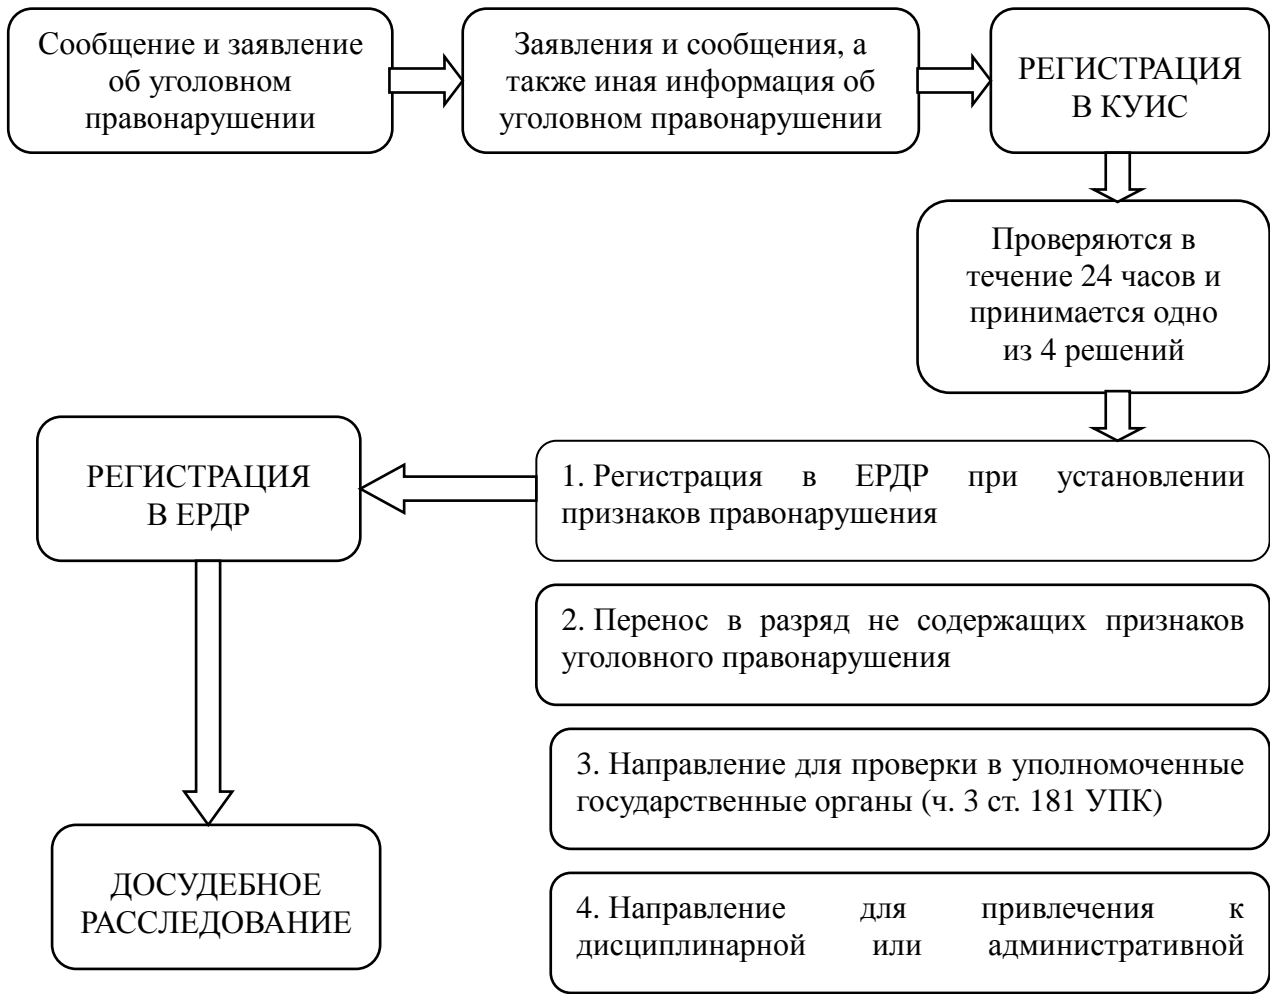 Сообщение и заявление
об уголовном
правонарушении
Заявления и сообщения, а
также иная информация об
уголовном правонарушении
РЕГИСТРАЦИЯ
В КУИС
Проверяются в
течение 24 часов и
принимается одно
из 4 решений
РЕГИСТРАЦИЯ
В ЕРДР
1. Регистрация в ЕРДР при установлении
признаков правонарушения
2. Перенос в разряд не содержащих признаков
уголовного правонарушения
3. Направление для проверки в уполномоченные
государственные органы (ч. 3 ст. 181 УПК)
ДОСУДЕБНОЕ
РАССЛЕДОВАНИЕ
4. Направление для привлечения к
дисциплинарной или административной